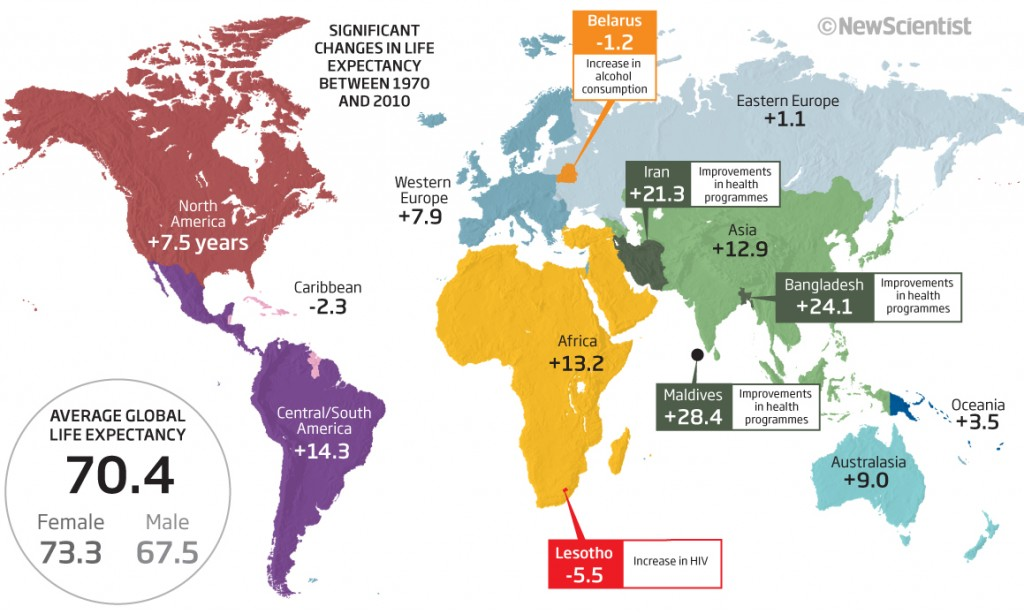 SIGNIFICANT
CHANGES IN LIFE
EXPECTANCY
BETWEEN 1970
AND 2010
Belarus
-1.2
Increase in
alcohol
consumption
©NewScientist
Eastern Europe
+1.1
Western
Europe
+7.9
Iran
+21.3
Improvements
in health
programmes
North
America
+7.5 years
Asia
+12.9
Caribbean
-2.3
Bangladesh
+24.1
Improvements
in health
programmes
Africa
+13.2
Maldives
+28.4
Improvements
in health
programmes
Central/South
America
+14.3
Oceania
+3.5
Australasia
+9.0
AVERAGE GLOBAL
LIFE EXPECTANCY
70.4
Female Male
73.3 67.5
Lesotho
-5.5
Increase in HIV